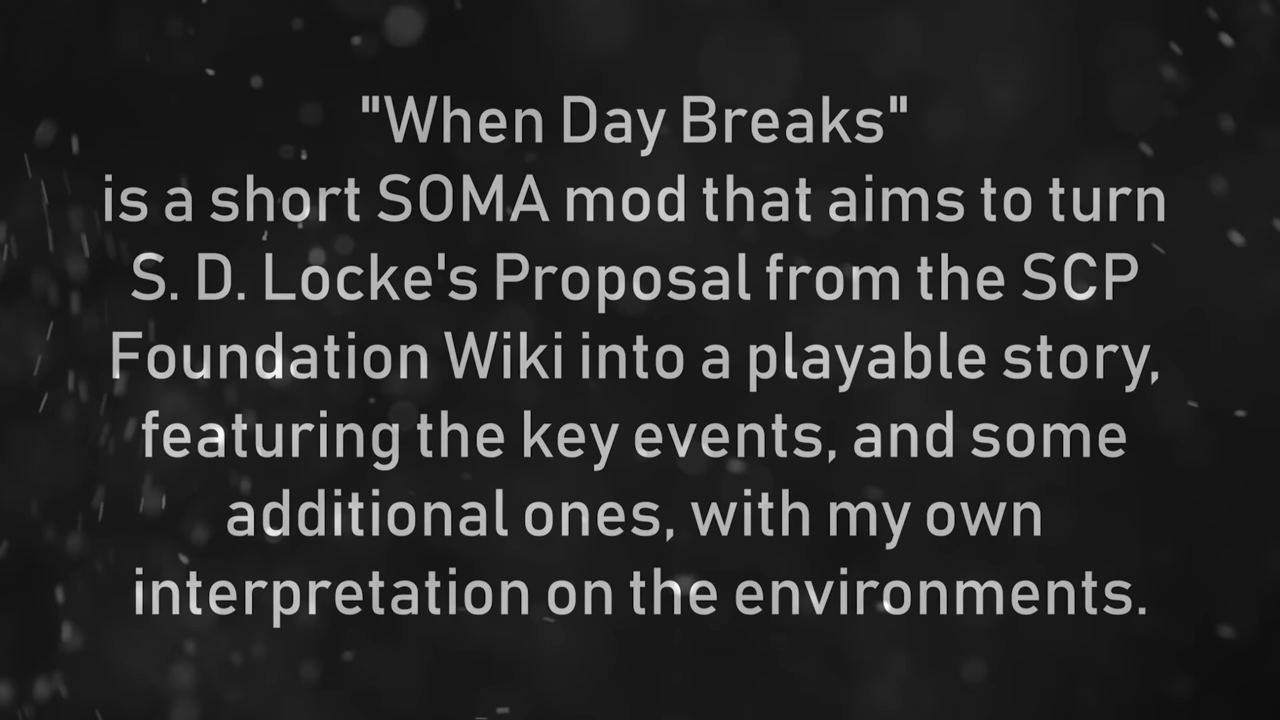 "When Day Breaks"
is a short SOMA mod that aims to turn
S. D. Locke's Proposal from the SCP
Foundation Wiki into a playable story,
featuring the key events, and some
additional ones, with my own
interpretation on the environments.